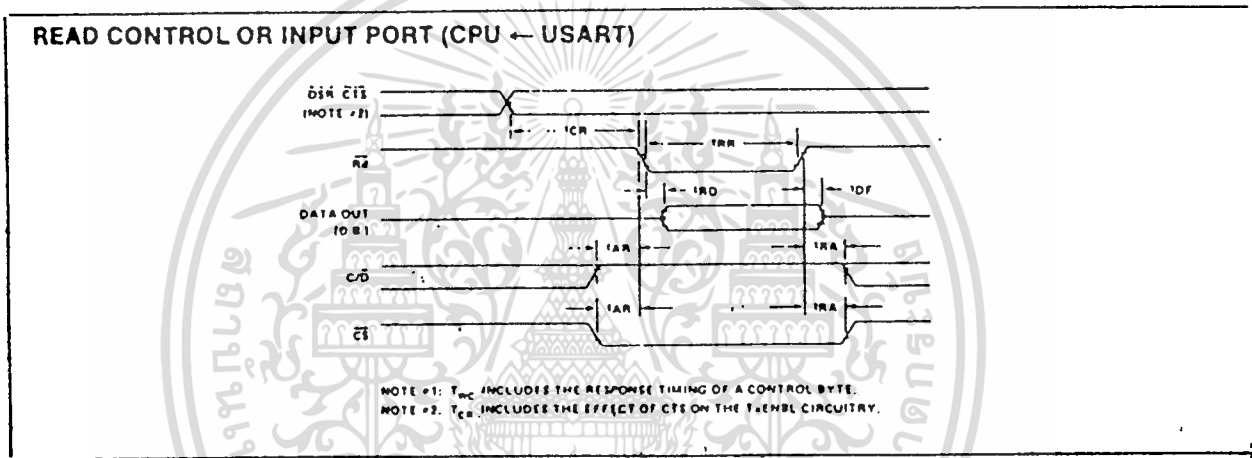 READ CONTROL OR INPUT PORT (CPU ← USART)
DSR CTS
(NOTE #2)
tCR
tRR
RD
tRD
tDF
DATA OUT
(D.B.)
tAR
tRA
C/D
tAR
tRA
CS
NOTE #1: TWC INCLUDES THE RESPONSE TIMING OF A CONTROL BYTE.
NOTE #2: TCR INCLUDES THE EFFECT OF CTS ON THE TxENBL CIRCUITRY.